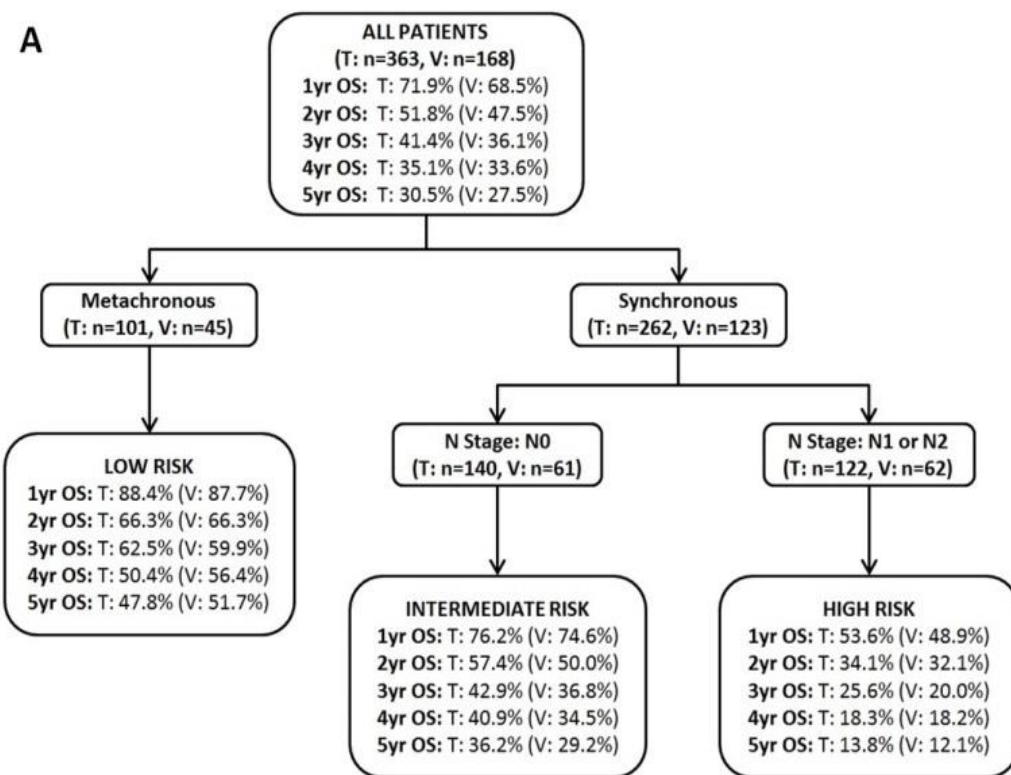 A
ALL PATIENTS
(T: n=363, V: n=168)
1yr OS: T: 71.9% (V: 68.5%)
2yr OS: T: 51.8% (V: 47.5%)
3yr OS: T: 41.4% (V: 36.1%)
4yr OS: T: 35.1% (V: 33.6%)
5yr OS: T: 30.5% (V: 27.5%)
Metachronous
(T: n=101, V: n=45)
Synchronous
(T: n=262, V: n=123)
LOW RISK
1yr OS: T: 88.4% (V: 87.7%)
2yr OS: T: 66.3% (V: 66.3%)
3yr OS: T: 62.5% (V: 59.9%)
4yr OS: T: 50.4% (V: 56.4%)
5yr OS: T: 47.8% (V: 51.7%)
N Stage: N0
(T: n=140, V: n=61)
N Stage: N1 or N2
(T: n=122, V: n=62)
INTERMEDIATE RISK
1yr OS: T: 76.2% (V: 74.6%)
2yr OS: T: 57.4% (V: 50.0%)
3yr OS: T: 42.9% (V: 36.8%)
4yr OS: T: 40.9% (V: 34.5%)
5yr OS: T: 36.2% (V: 29.2%)
HIGH RISK
1yr OS: T: 53.6% (V: 48.9%)
2yr OS: T: 34.1% (V: 32.1%)
3yr OS: T: 25.6% (V: 20.0%)
4yr OS: T: 18.3% (V: 18.2%)
5yr OS: T: 13.8% (V: 12.1%)